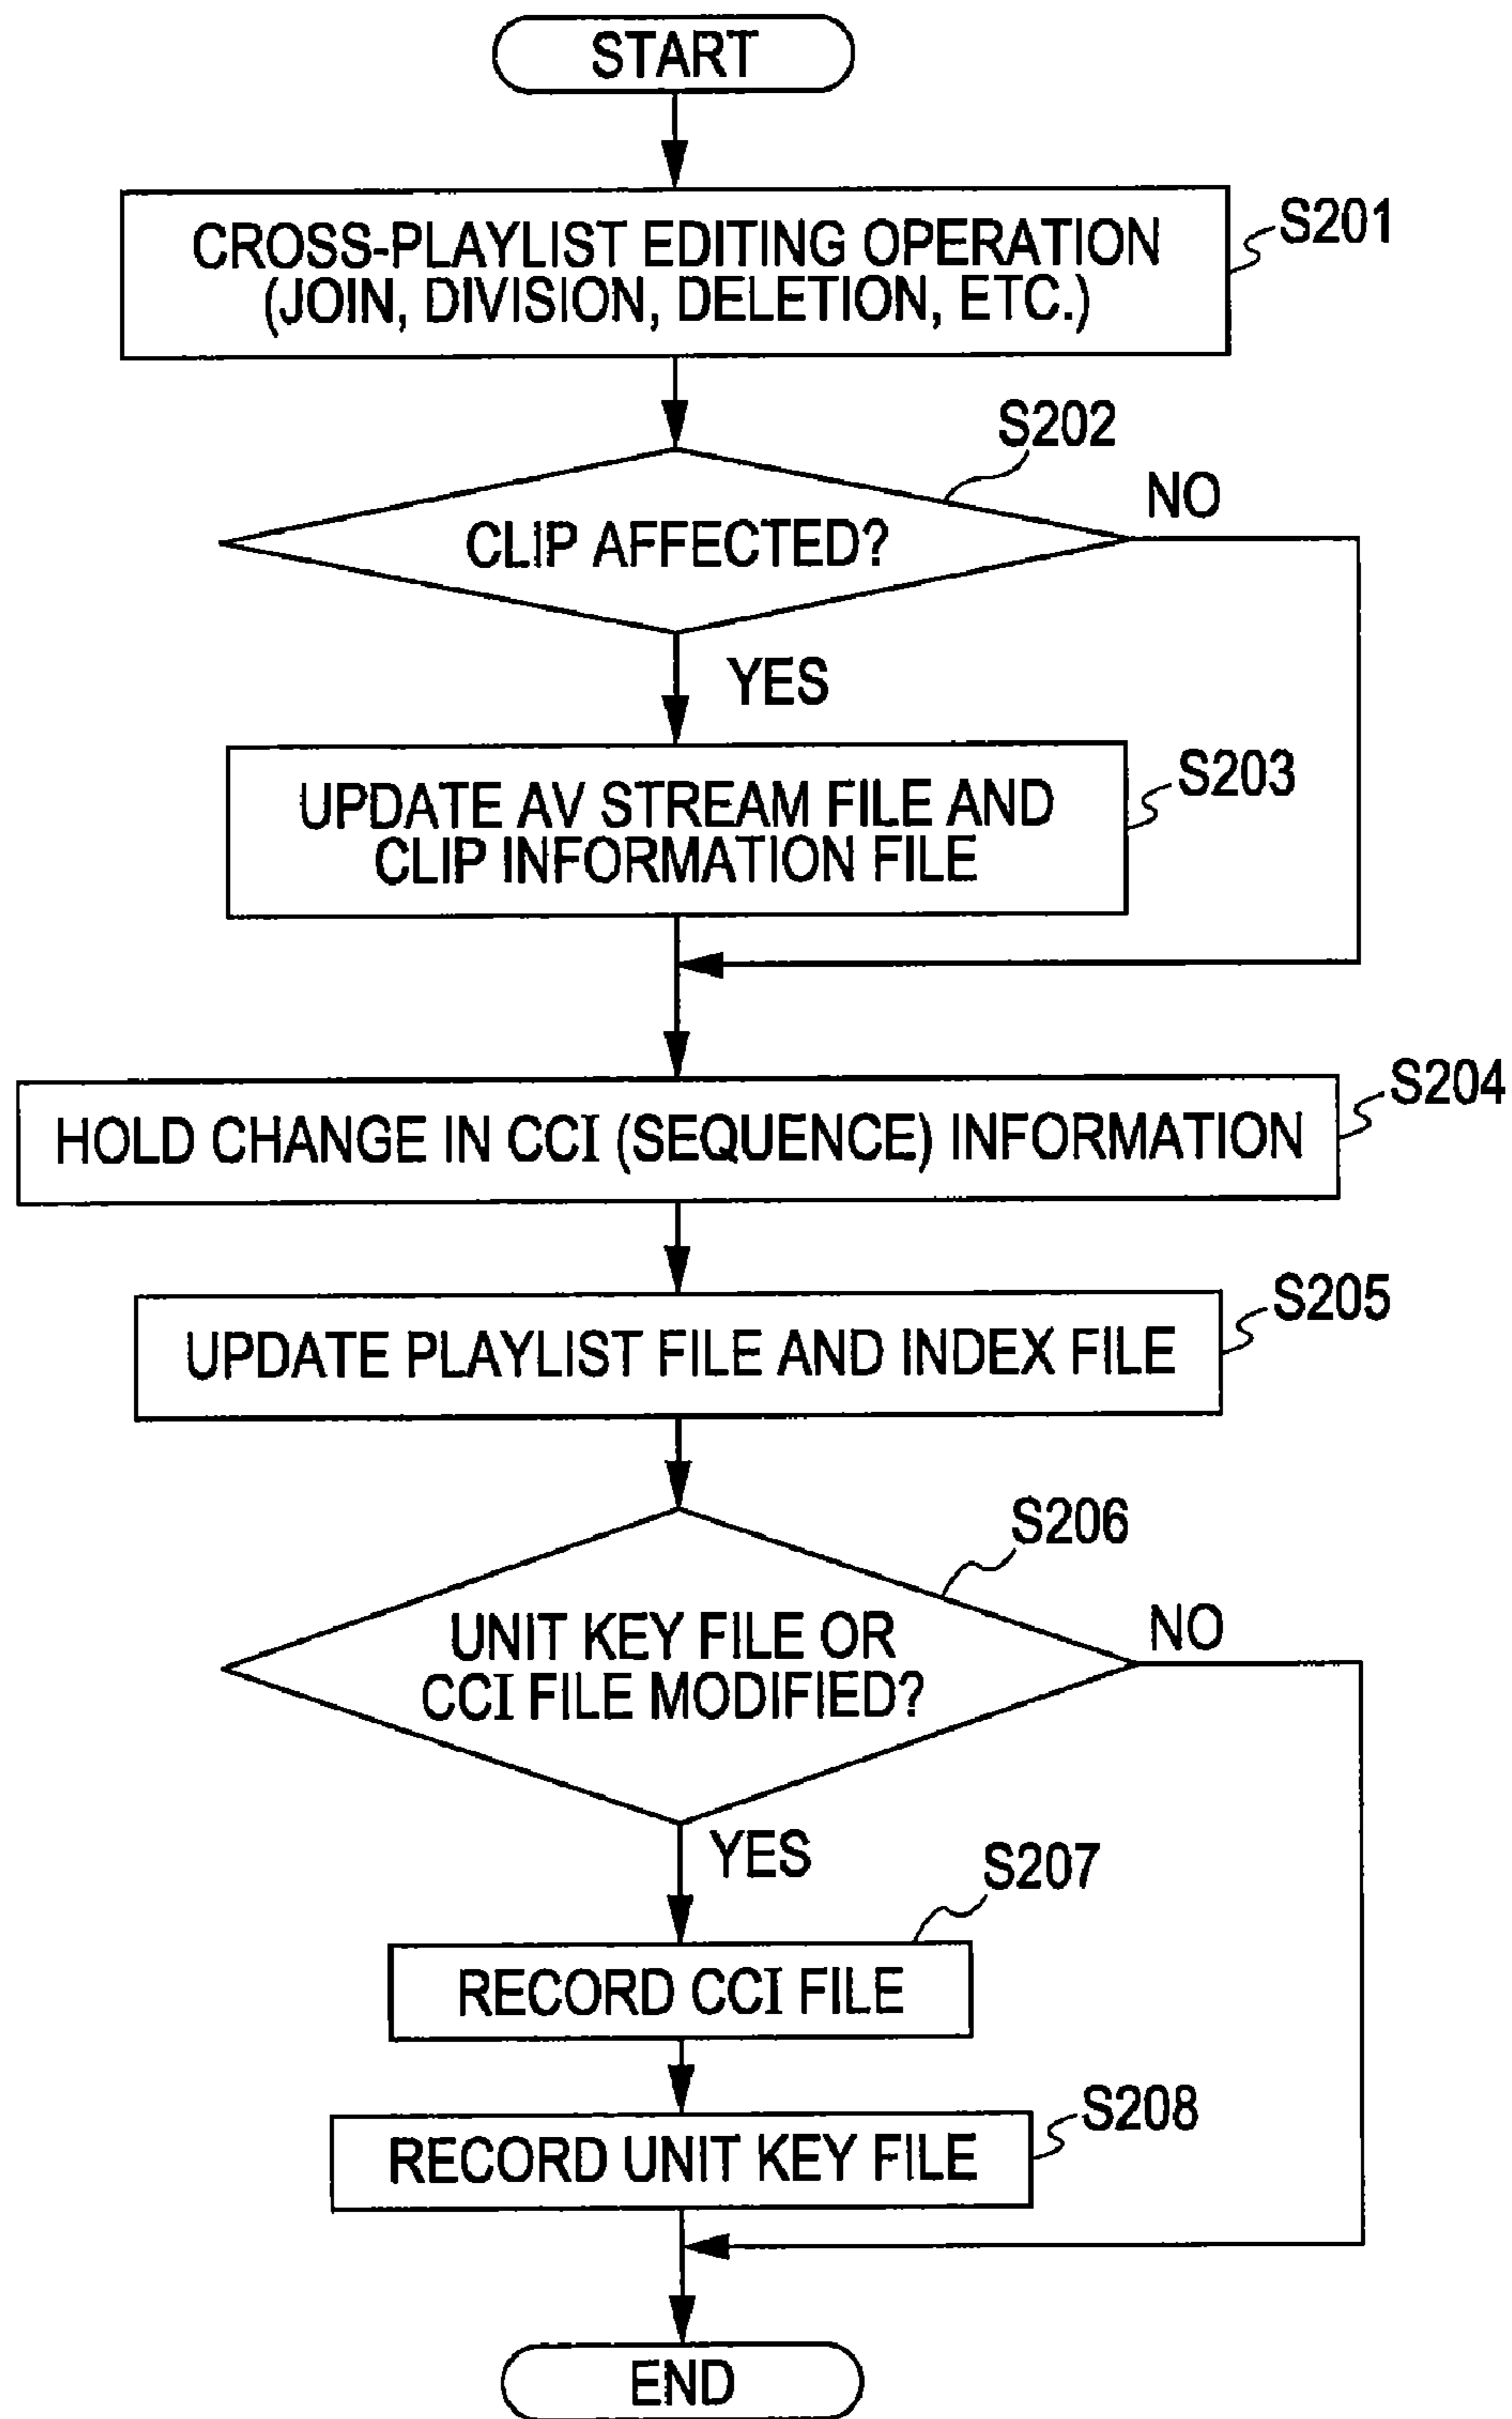 START
CROSS-PLAYLIST EDITING OPERATION
(JOIN, DIVISION, DELETION, ETC.)
S201
S202
CLIP AFFECTED?
NO
YES
UPDATE AV STREAM FILE AND
CLIP INFORMATION FILE
S203
HOLD CHANGE IN CCI (SEQUENCE) INFORMATION
S204
UPDATE PLAYLIST FILE AND INDEX FILE
S205
S206
UNIT KEY FILE OR
CCI FILE MODIFIED?
NO
YES
S207
RECORD CCI FILE
S208
RECORD UNIT KEY FILE
END